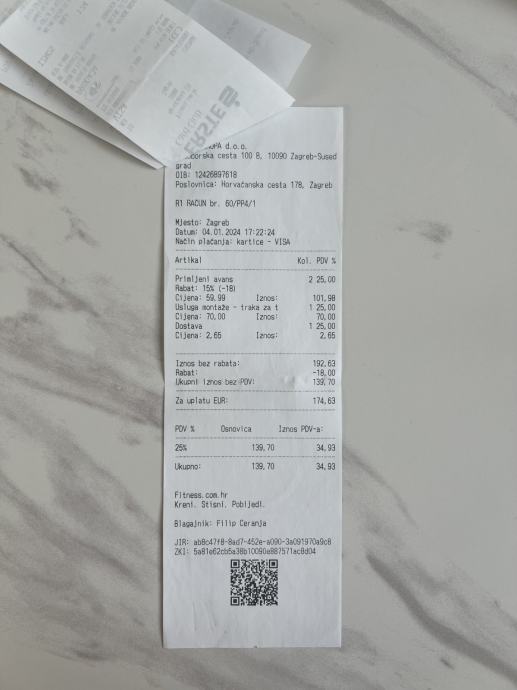 ERSTE
d.o.o.
cesta 100 B, 10090 Zagreb-Sused
grad
OIB: 12426897618
Poslovnica: Horvaćanska cesta 178, Zagreb
R1 RAČUN br. 60/PP4/1
Mjesto: Zagreb
Datum: 04.01.2024 17:22:24
Način plaćanja: kartice - VISA
Artikal Kol. PDV %
Primljeni avans 2 25,00
Rabat: 15% (-18)
Cijena: 59,99 Iznos: 101,98
Usluga montaže - traka za t 1 25,00
Cijena: 70,00 Iznos: 70,00
Dostava 1 25,00
Cijena: 2,65 Iznos: 2,65
Iznos bez rabata: 192,63
Rabat: -18,00
Ukupni iznos bez PDV: 139,70
Za uplatu EUR: 174,63
PDV % Osnovica Iznos PDV-a:
25% 139,70 34,93
Ukupno: 139,70 34,93
Fitness.com.hr
Kreni. Stisni. Pobijedi.
Blagajnik: Filip Ceranja
JIR: ab8c47f8-8ad7-452e-a090-3a091970a9c8
ZKI: 5a81e62cb5a38b10090e887571ac8d04